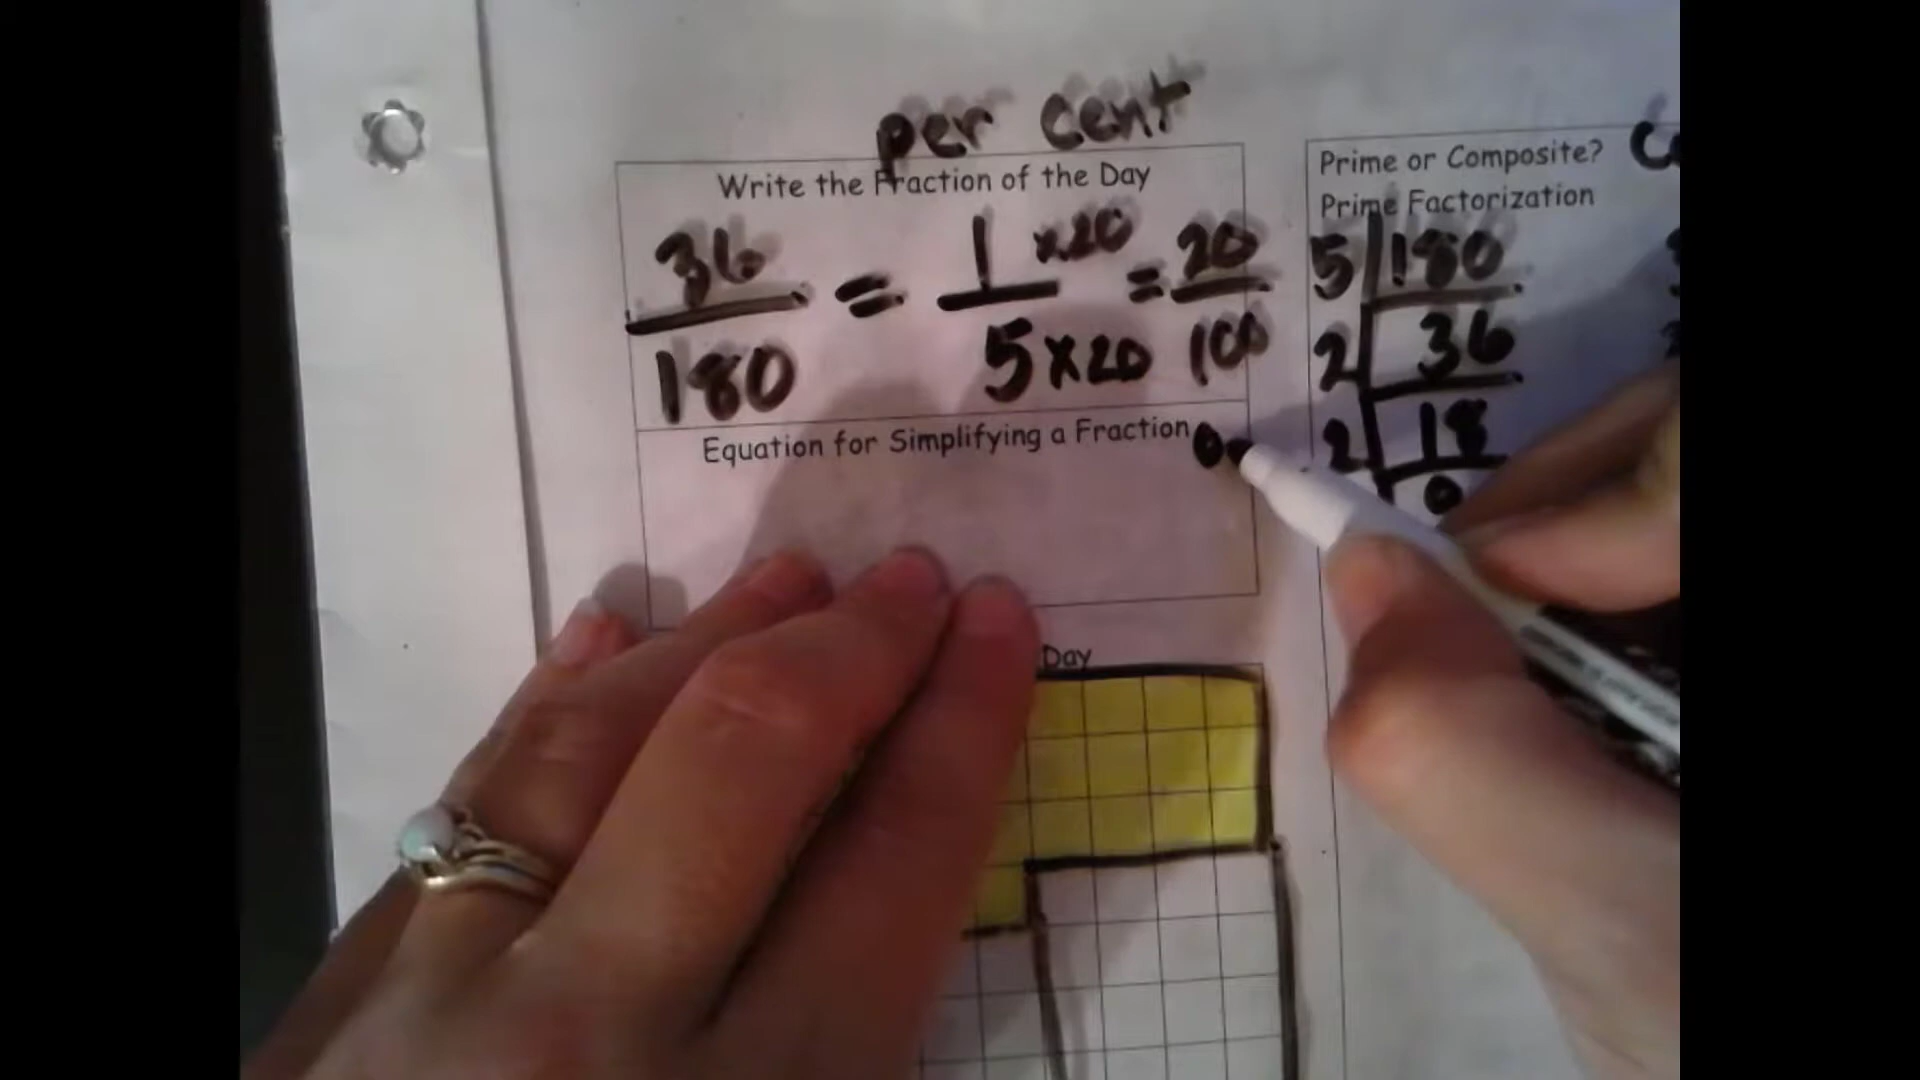 per cent
Write the Fraction of the Day
36/180 = 1/5 ×20/×20 = 20/100
Equation for Simplifying a Fraction
0.
Day
Prime or Composite?
Prime Factorization
5 180
2 36
2 18